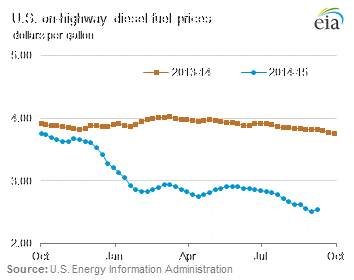 U.S. on-highway diesel fuel prices
dollars per gallon
eia
5.00
2013-14
2014-15
4.00
3.00
2.00
Oct
Jan
Apr
Jul
Oct
Source: U.S. Energy Information Administration